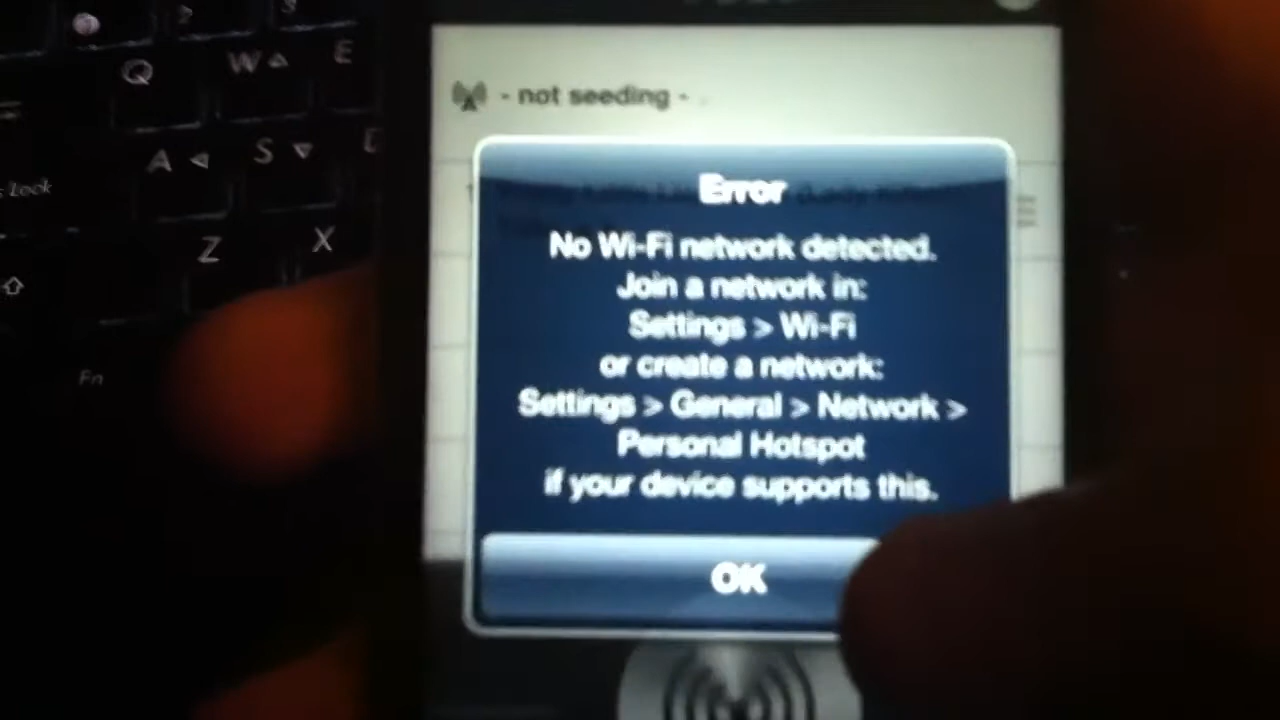 Q
W
E
- not seeding -
A
S
Lock
Error
No Wi-Fi network detected.
Join a network in:
Settings > Wi-Fi
or create a network:
Settings > General > Network >
Personal Hotspot
if your device supports this.
Z
X
Fn
OK